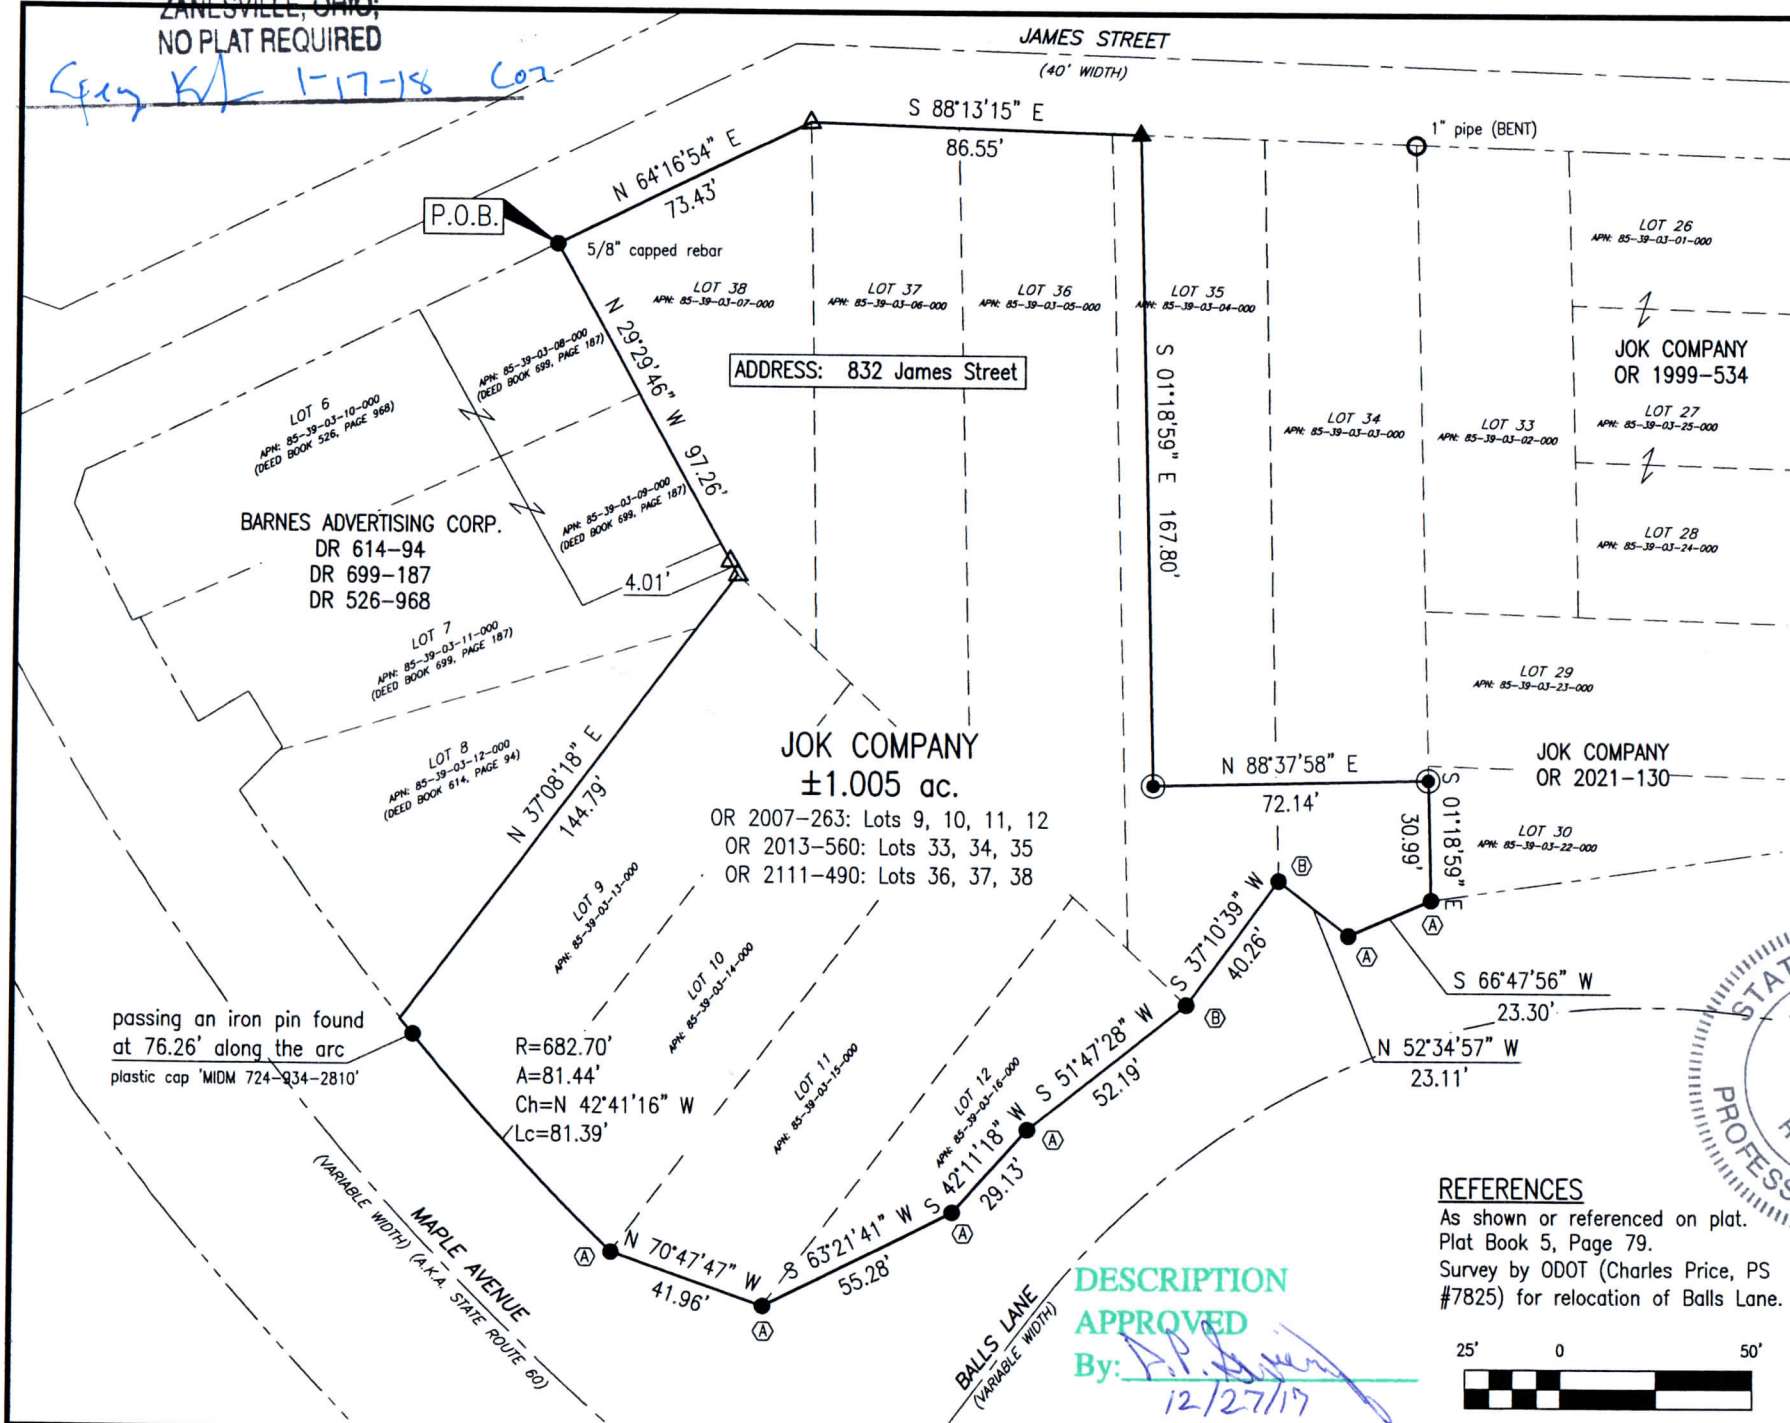 ZANESVILLE, OHIO;
NO PLAT REQUIRED
1-17-18
JAMES STREET
(40' WIDTH)
S 88°13'15" E
86.55'
1" pipe (BENT)
N 64°16'54" E
73.43'
P.O.B.
5/8" capped rebar
LOT 26
APN: 85-39-03-01-000
LOT 38
APN: 85-39-03-07-000
LOT 37
APN: 85-39-03-06-000
LOT 36
APN: 85-39-03-05-000
LOT 35
APN: 85-39-03-04-000
N 29°29'46" W 97.26'
ADDRESS: 832 James Street
S 01°18'59" E 167.80'
JOK COMPANY
OR 1999-534
APN: 85-39-03-08-000
(DEED BOOK 699, PAGE 187)
LOT 6
APN: 85-39-03-10-000
(DEED BOOK 526, PAGE 968)
LOT 34
APN: 85-39-03-03-000
LOT 33
APN: 85-39-03-02-000
LOT 27
APN: 85-39-03-25-000
APN: 85-39-03-09-000
(DEED BOOK 699, PAGE 187)
BARNES ADVERTISING CORP.
DR 614-94
DR 699-187
DR 526-968
4.01'
LOT 28
APN: 85-39-03-24-000
LOT 7
APN: 85-39-03-11-000
(DEED BOOK 699, PAGE 187)
LOT 29
APN: 85-39-03-23-000
LOT 8
APN: 85-39-03-12-000
(DEED BOOK 614, PAGE 94)
N 37°08'18" E
144.79'
JOK COMPANY
±1.005 ac.
OR 2007-263: Lots 9, 10, 11, 12
OR 2013-560: Lots 33, 34, 35
OR 2111-490: Lots 36, 37, 38
N 88°37'58" E
72.14'
JOK COMPANY
OR 2021-130
S 01°18'59" E
30.99'
LOT 30
APN: 85-39-03-22-000
LOT 9
APN: 85-39-03-13-000
LOT 10
APN: 85-39-03-14-000
S 37°10'39" W
40.26'
B
A
A
S 66°47'56" W
23.30'
B
N 52°34'57" W
23.11'
passing an iron pin found
at 76.26' along the arc
plastic cap 'MIDM 724-934-2810'
R=682.70'
A=81.44'
Ch=N 42°41'16" W
Lc=81.39'
LOT 11
APN: 85-39-03-15-000
LOT 12
APN: 85-39-03-16-000
S 51°47'28" W
52.19'
A
S 42°11'18" W
29.13'
A
S 63°21'41" W
55.28'
A
N 70°47'47" W
41.96'
A
MAPLE AVENUE
(VARIABLE WIDTH) (A.K.A. STATE ROUTE 60)
BALLS LANE
(VARIABLE WIDTH)
STAT
PROFESS
REFERENCES
As shown or referenced on plat.
Plat Book 5, Page 79.
Survey by ODOT (Charles Price, PS
#7825) for relocation of Balls Lane.
DESCRIPTION
APPROVED
By:
12/27/17
25' 0 50'